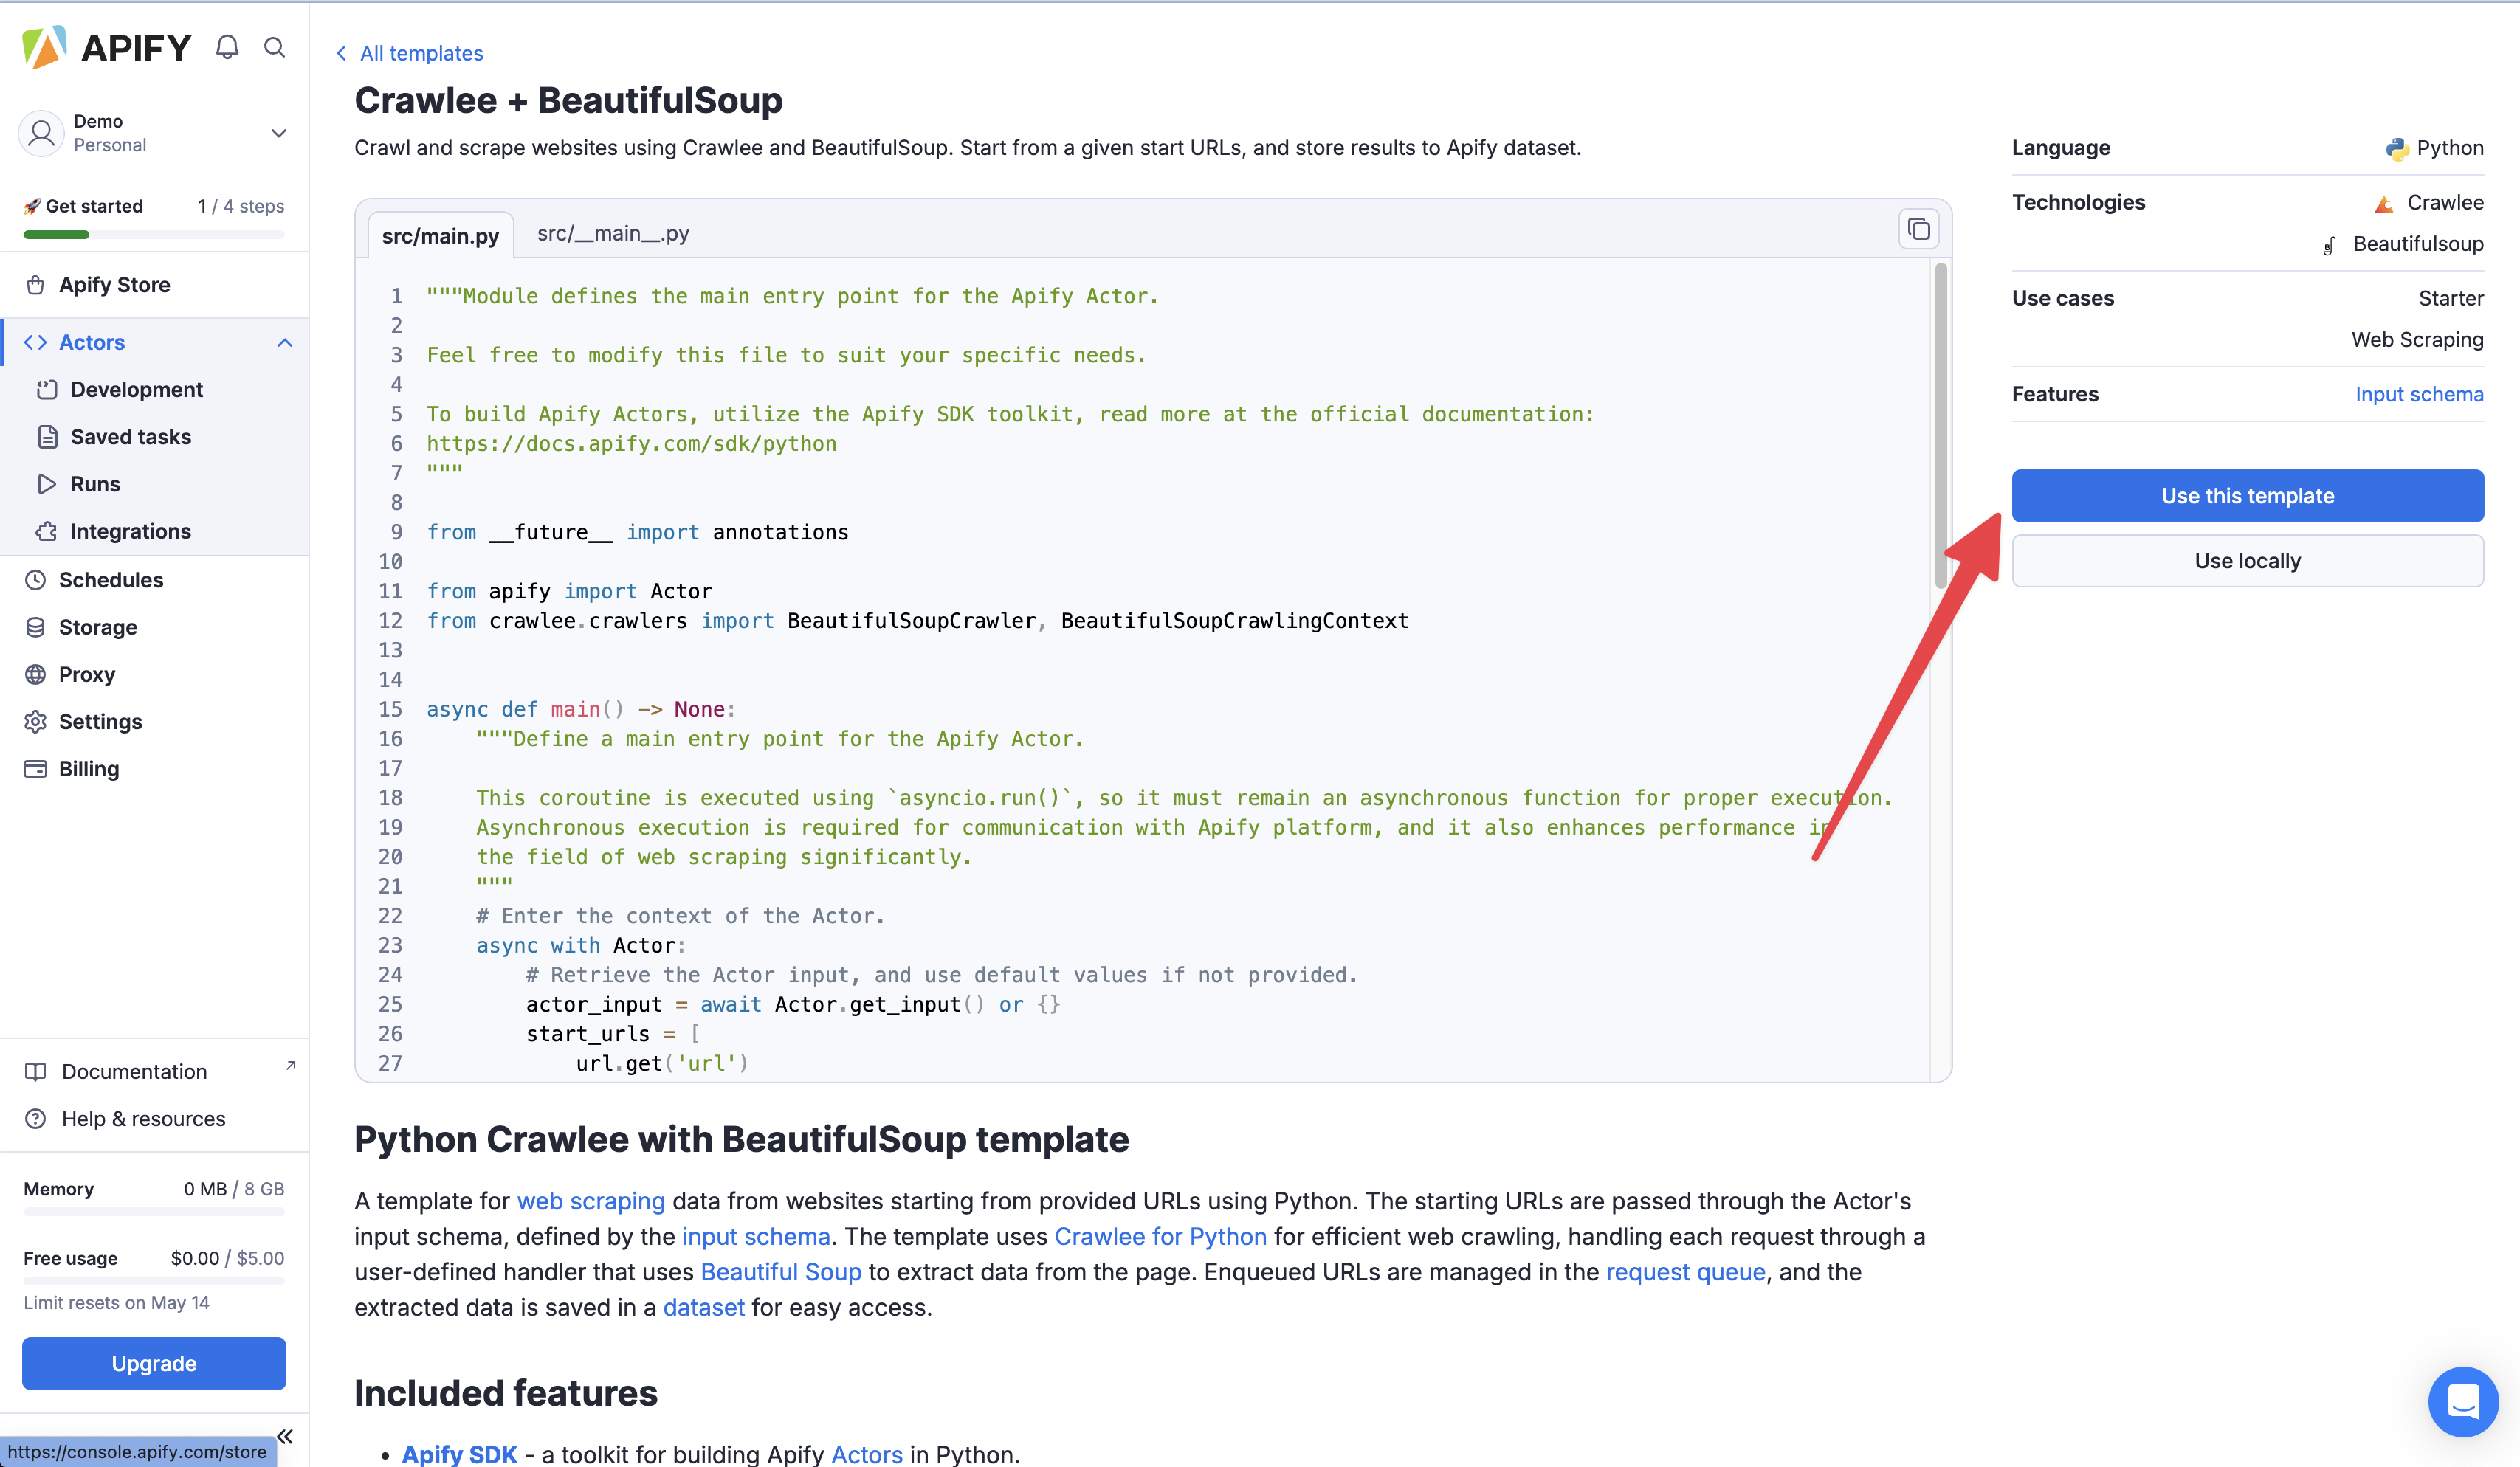 APIFY
Demo
Personal
🚀 Get started 1 / 4 steps
Apify Store
Actors
Development
Saved tasks
Runs
Integrations
Schedules
Storage
Proxy
Settings
Billing
Documentation
Help & resources
Memory 0 MB / 8 GB
Free usage $0.00 / $5.00
Limit resets on May 14
Upgrade
https://console.apify.com/store
All templates
Crawlee + BeautifulSoup
Crawl and scrape websites using Crawlee and BeautifulSoup. Start from a given start URLs, and store results to Apify dataset.
src/main.py src/__main__.py
1 """Module defines the main entry point for the Apify Actor.
2
3 Feel free to modify this file to suit your specific needs.
4
5 To build Apify Actors, utilize the Apify SDK toolkit, read more at the official documentation:
6 https://docs.apify.com/sdk/python
7 """
8
9 from __future__ import annotations
10
11 from apify import Actor
12 from crawlee.crawlers import BeautifulSoupCrawler, BeautifulSoupCrawlingContext
13
14
15 async def main() -> None:
16     """Define a main entry point for the Apify Actor.
17
18     This coroutine is executed using `asyncio.run()`, so it must remain an asynchronous function for proper execution.
19     Asynchronous execution is required for communication with Apify platform, and it also enhances performance in
20     the field of web scraping significantly.
21     """
22     # Enter the context of the Actor.
23     async with Actor:
24         # Retrieve the Actor input, and use default values if not provided.
25         actor_input = await Actor.get_input() or {}
26         start_urls = [
27             url.get('url')
Python Crawlee with BeautifulSoup template
A template for web scraping data from websites starting from provided URLs using Python. The starting URLs are passed through the Actor's
input schema, defined by the input schema. The template uses Crawlee for Python for efficient web crawling, handling each request through a
user-defined handler that uses Beautiful Soup to extract data from the page. Enqueued URLs are managed in the request queue, and the
extracted data is saved in a dataset for easy access.
Included features
• Apify SDK - a toolkit for building Apify Actors in Python.
Language Python
Technologies Crawlee
Beautifulsoup
Use cases Starter
Web Scraping
Features Input schema
Use this template
Use locally